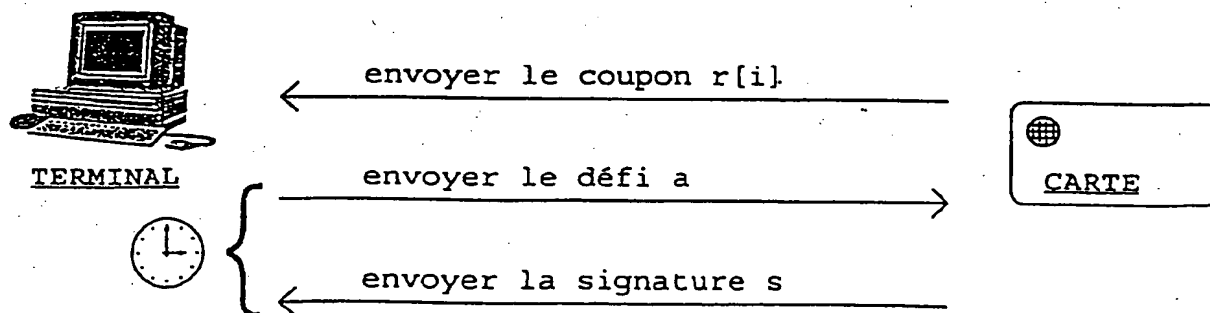 envoyer le coupon r[i].
TERMINAL
envoyer le défi a
CARTE
envoyer la signature s